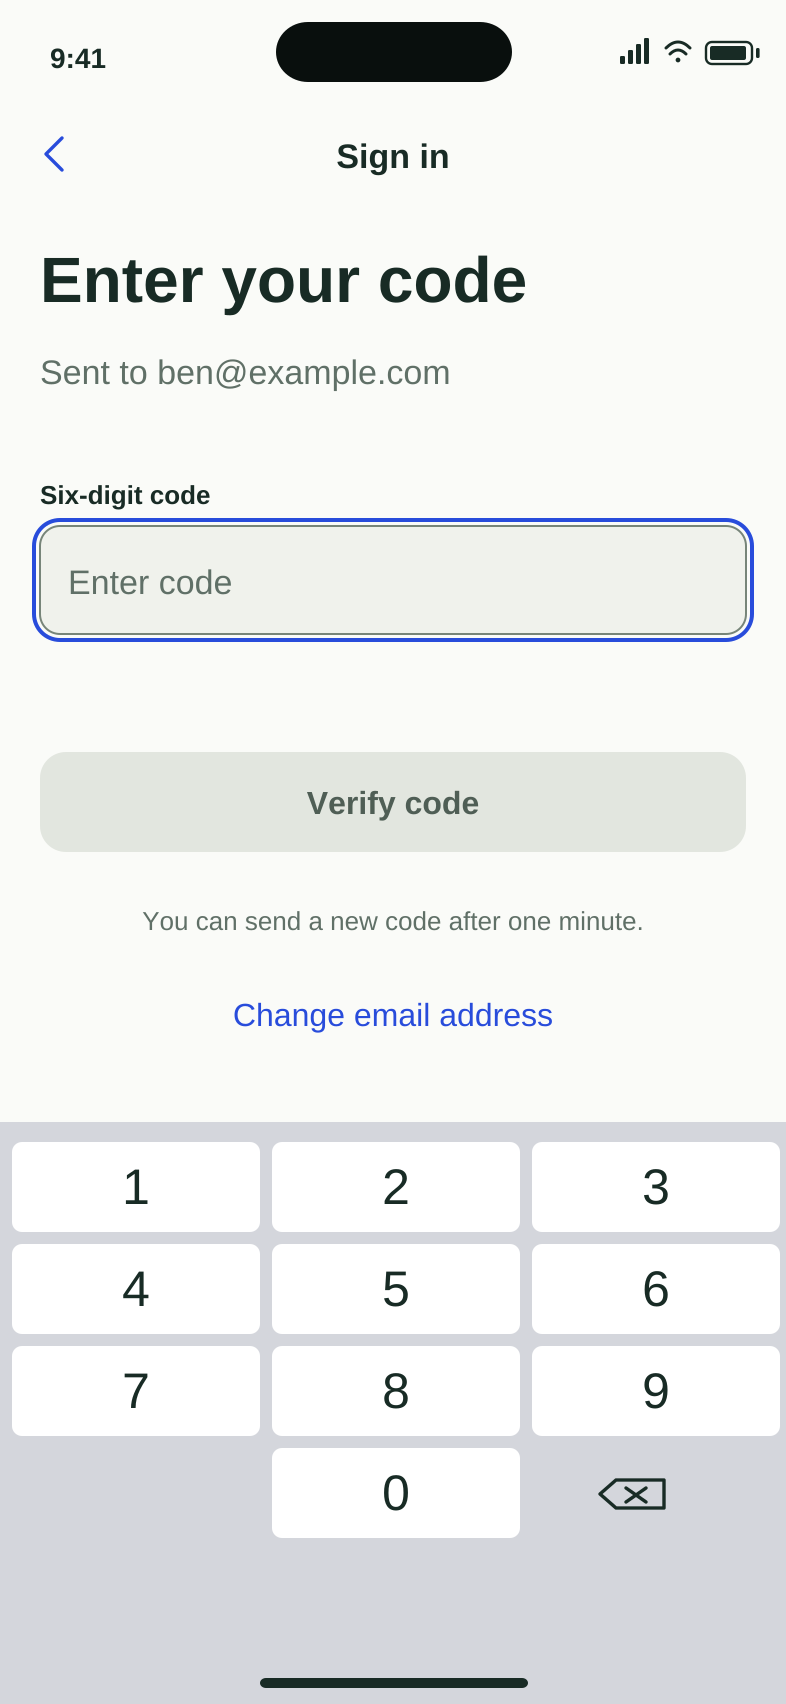 9:41
Sign in
Enter your code
Sent to ben@example.com
Six-digit code
Enter code
Verify code
You can send a new code after one minute.
Change email address
1 2 3
4 5 6
7 8 9
0